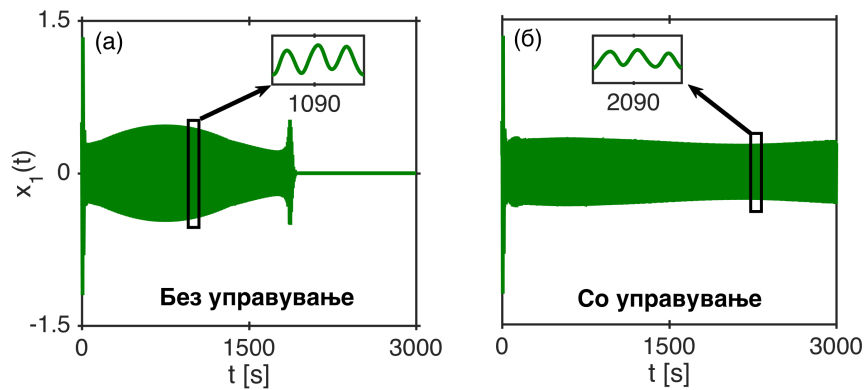 1.5
(а)
(б)
1090
2090
x1(t)
0
Без управување
Со управување
-1.5
0
1500
3000
0
1500
3000
t [s]
t [s]